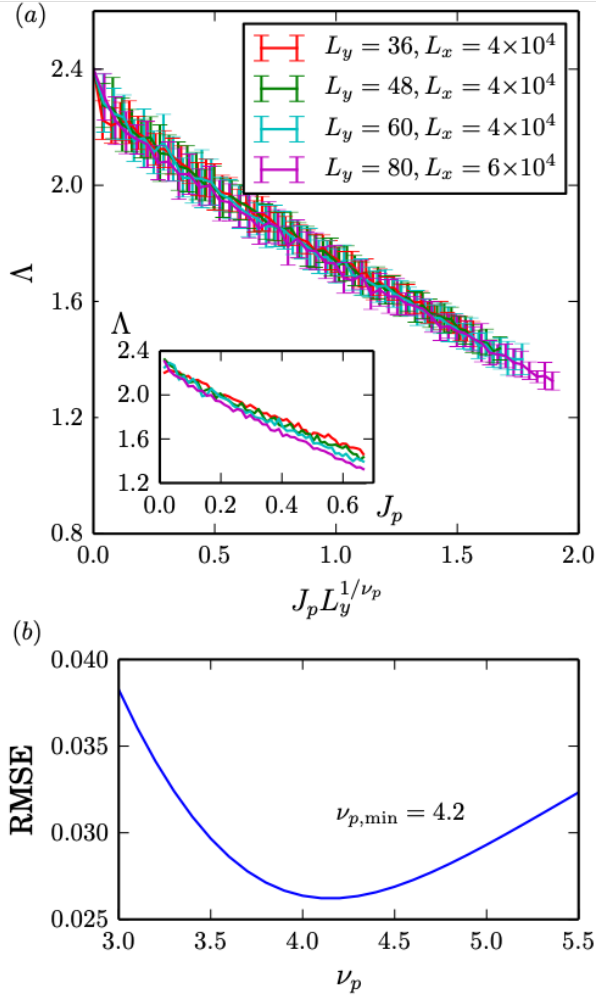 (a)
2.4
2.0
1.6
1.2
0.8
Λ
L_y = 36, L_x = 4×10^4
L_y = 48, L_x = 4×10^4
L_y = 60, L_x = 4×10^4
L_y = 80, L_x = 6×10^4
Λ
2.4
2.0
1.6
1.2
0.0 0.2 0.4 0.6 J_p
0.0 0.5 1.0 1.5 2.0
J_p L_y^{1/ν_p}
(b)
0.040
0.035
0.030
0.025
RMSE
ν_{p,min} = 4.2
3.0 3.5 4.0 4.5 5.0 5.5
ν_p